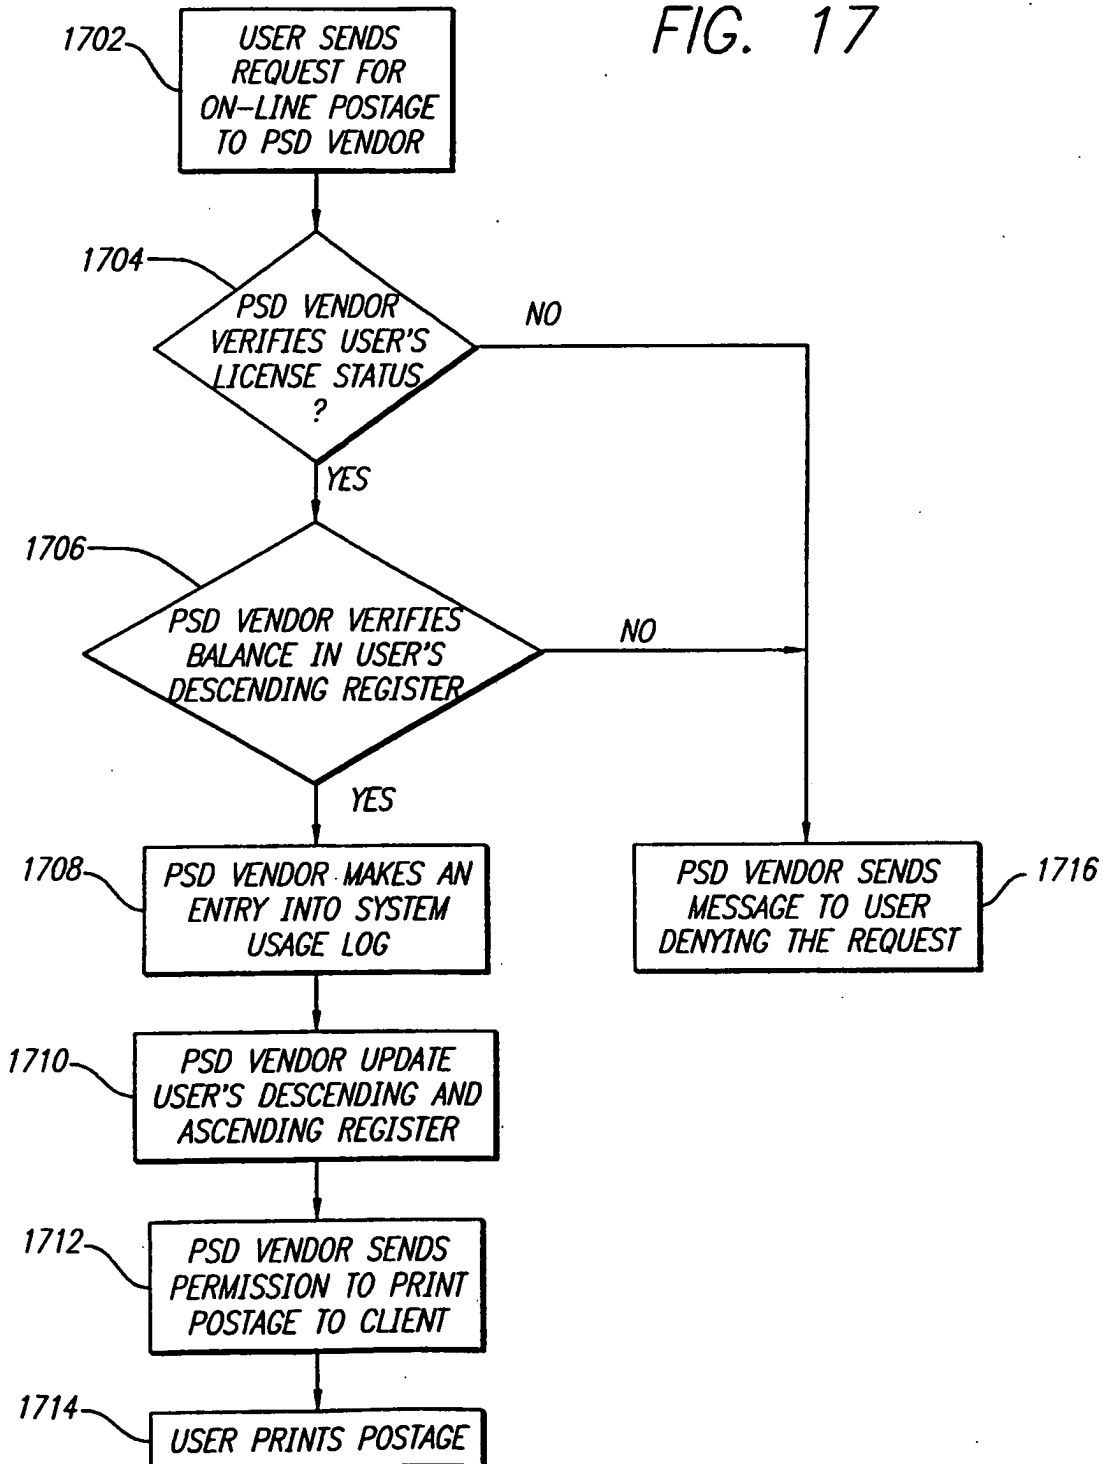 FIG. 17
1702
USER SENDS
REQUEST FOR
ON-LINE POSTAGE
TO PSD VENDOR
1704
PSD VENDOR
VERIFIES USER'S
LICENSE STATUS
?
NO
YES
1706
PSD VENDOR VERIFIES
BALANCE IN USER'S
DESCENDING REGISTER
NO
YES
1708
PSD VENDOR MAKES AN
ENTRY INTO SYSTEM
USAGE LOG
PSD VENDOR SENDS
MESSAGE TO USER
DENYING THE REQUEST
1716
1710
PSD VENDOR UPDATE
USER'S DESCENDING AND
ASCENDING REGISTER
1712
PSD VENDOR SENDS
PERMISSION TO PRINT
POSTAGE TO CLIENT
1714
USER PRINTS POSTAGE